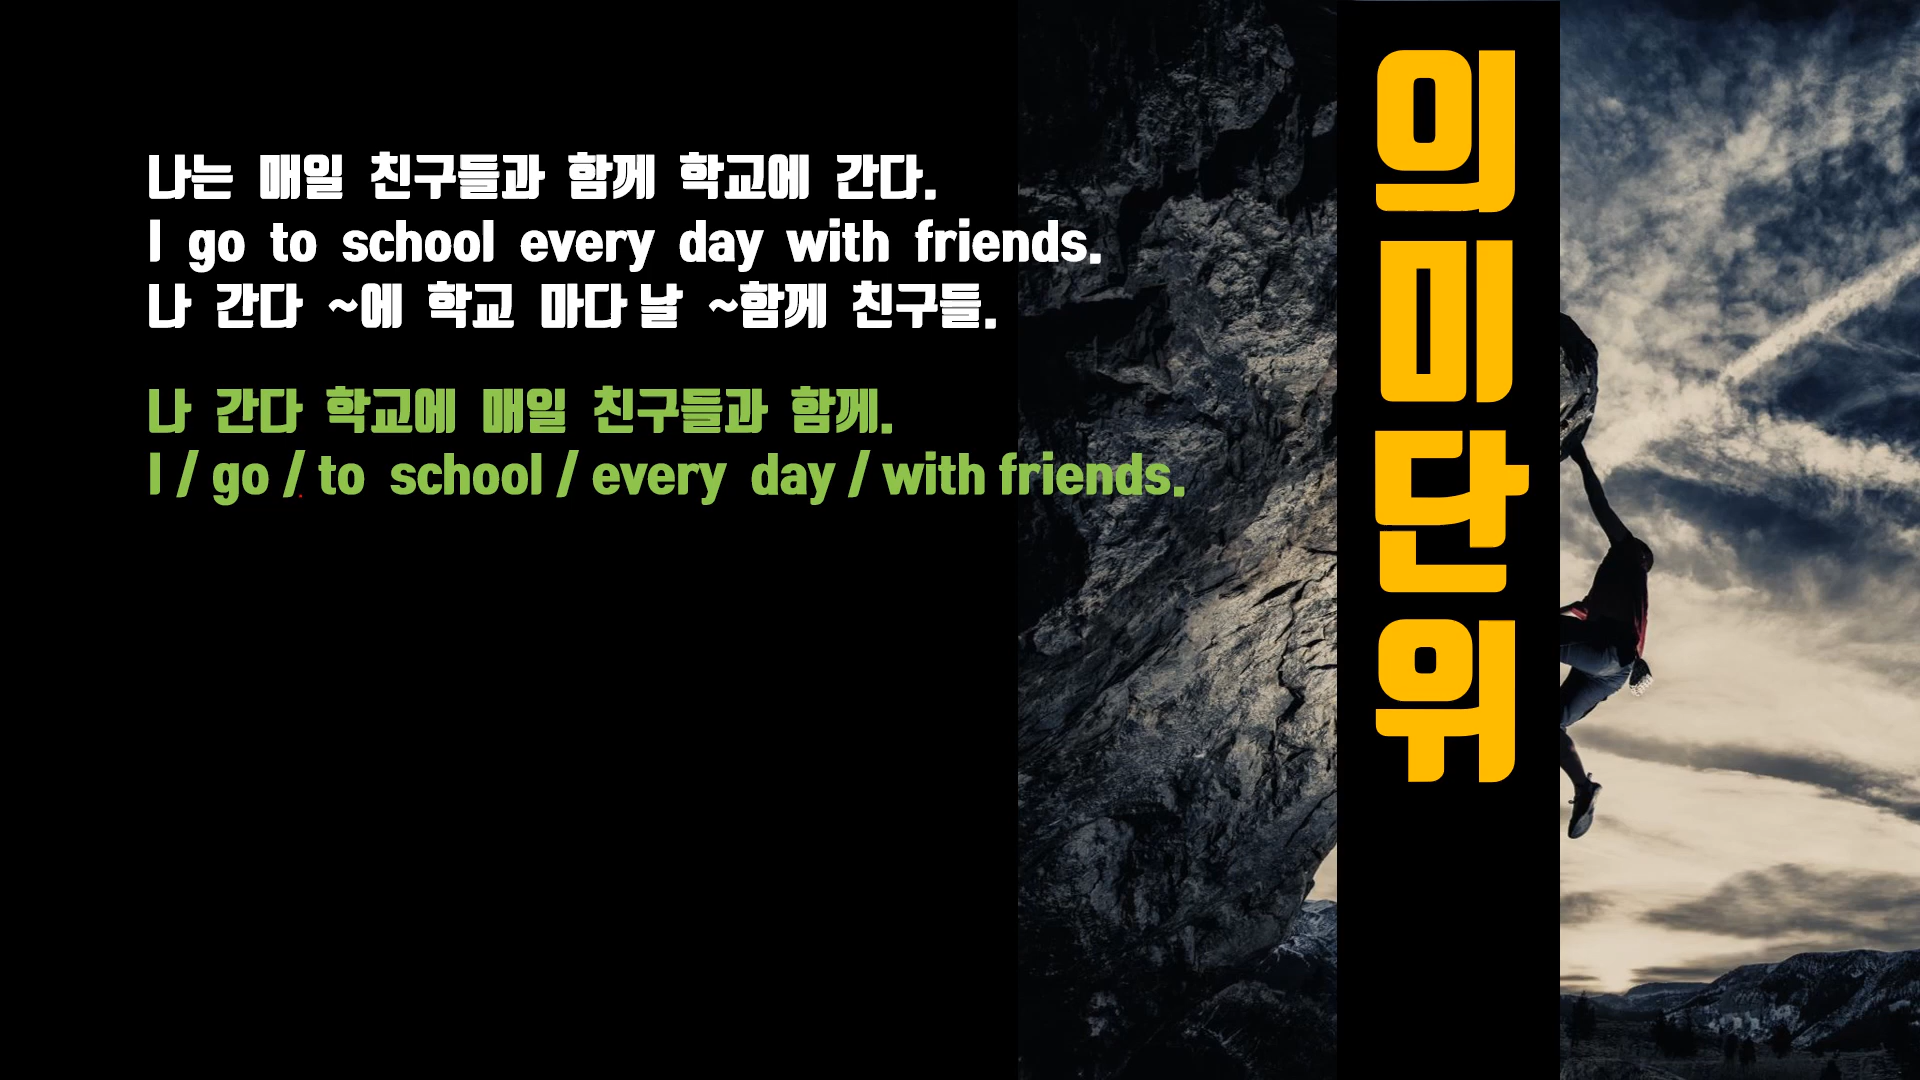 나는 매일 친구들과 함께 학교에 간다.
I go to school every day with friends.
나 간다 ~에 학교 마다 날 ~함께 친구들.
나 간다 학교에 매일 친구들과 함께.
I / go / to school / every day / with friends.
의미단위